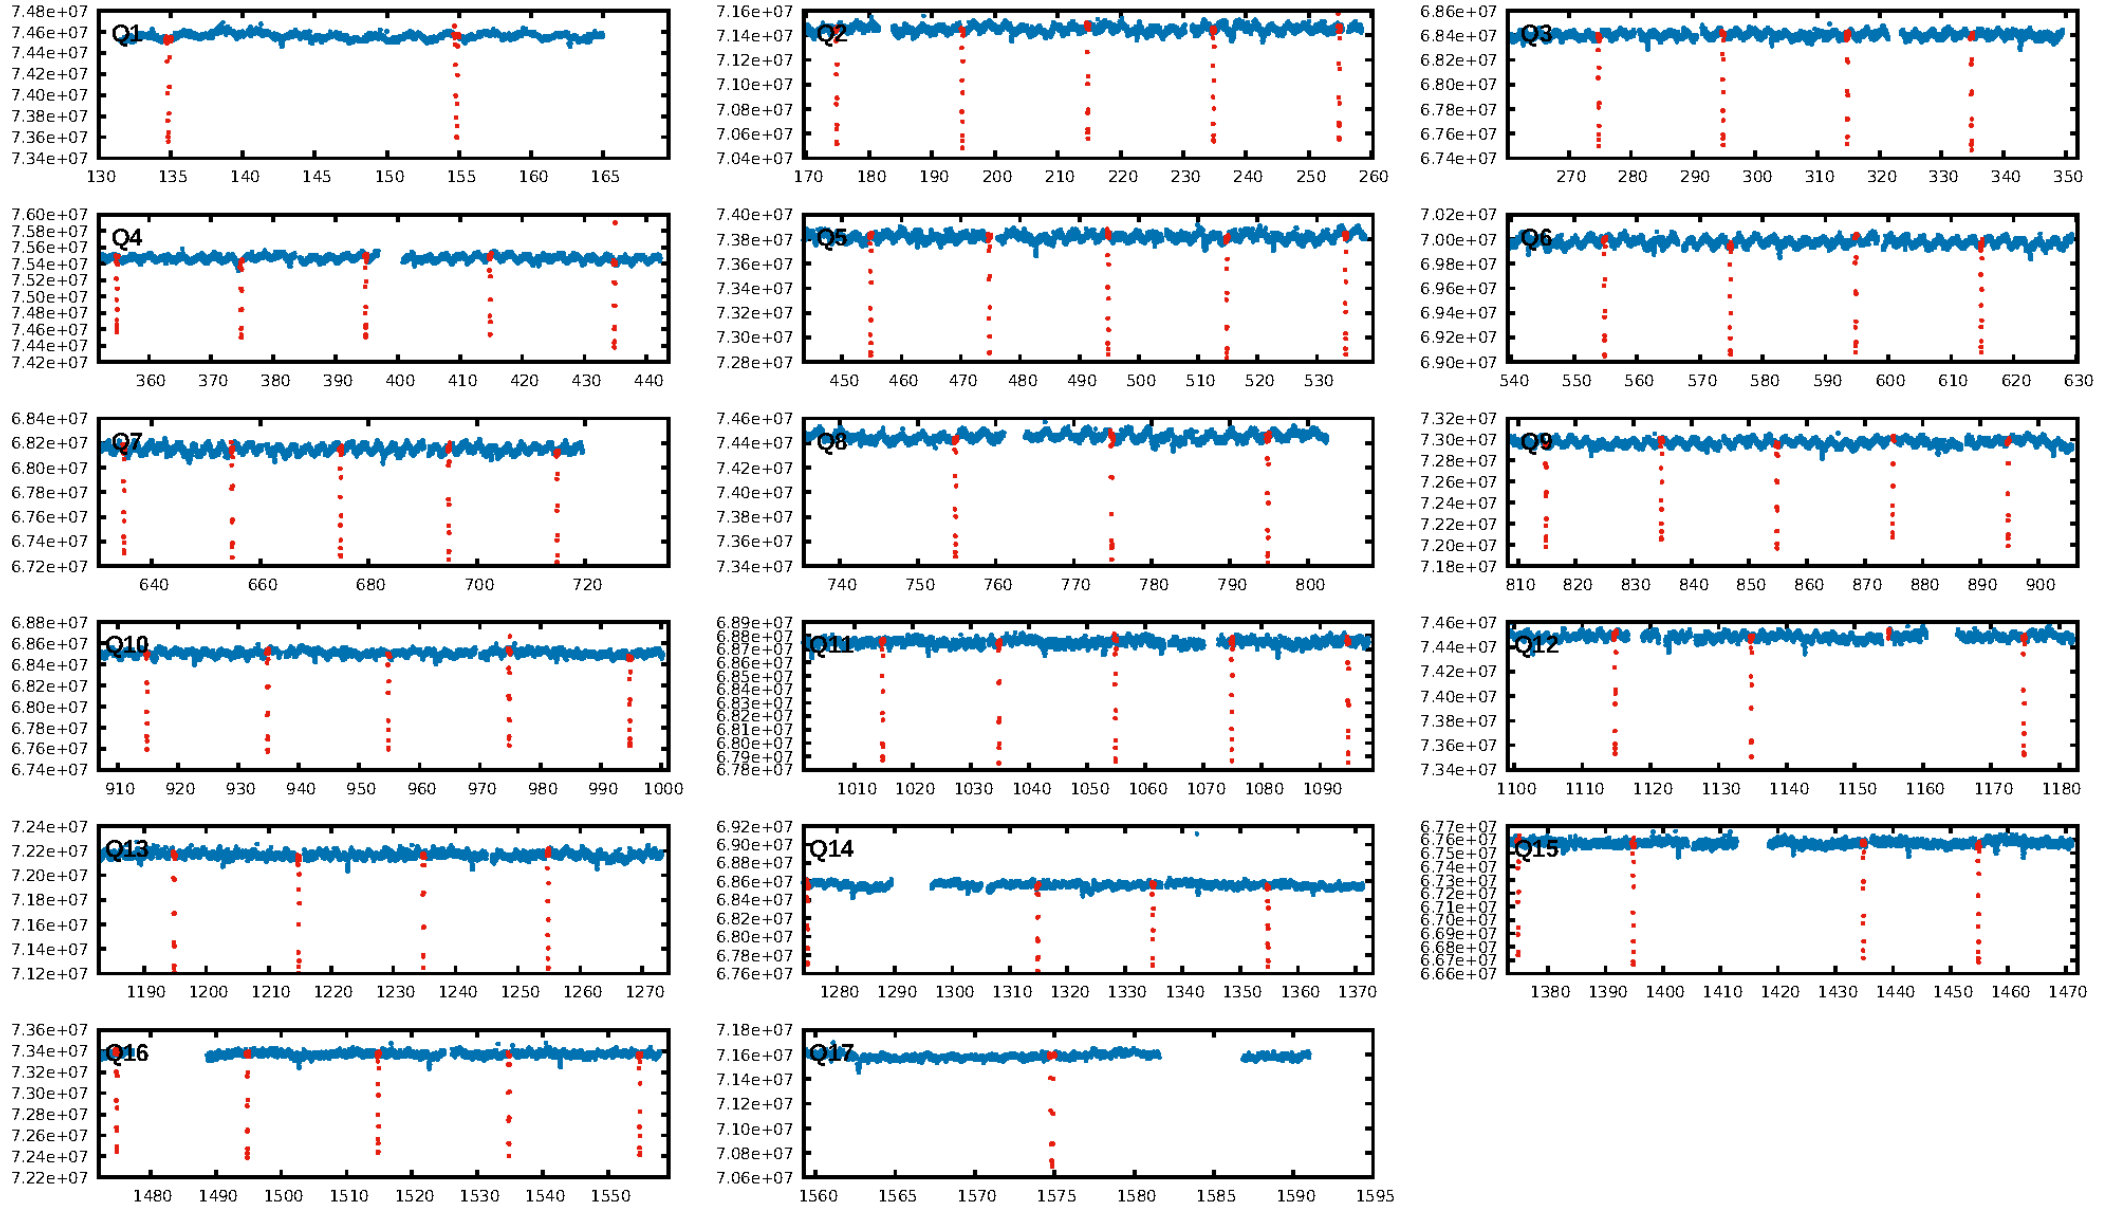 7.48e+07
7.46e+07
7.44e+07
7.42e+07
7.40e+07
7.38e+07
7.36e+07
7.34e+07
Q1
130 135 140 145 150 155 160 165
7.16e+07
7.14e+07
7.12e+07
7.10e+07
7.08e+07
7.06e+07
7.04e+07
Q2
170 180 190 200 210 220 230 240 250 260
6.86e+07
6.84e+07
6.82e+07
6.80e+07
6.78e+07
6.76e+07
6.74e+07
Q3
270 280 290 300 310 320 330 340 350
7.60e+07
7.58e+07
7.56e+07
7.54e+07
7.52e+07
7.50e+07
7.48e+07
7.46e+07
7.44e+07
7.42e+07
Q4
360 370 380 390 400 410 420 430 440
7.40e+07
7.38e+07
7.36e+07
7.34e+07
7.32e+07
7.30e+07
7.28e+07
Q5
450 460 470 480 490 500 510 520 530
7.02e+07
7.00e+07
6.98e+07
6.96e+07
6.94e+07
6.92e+07
6.90e+07
Q6
540 550 560 570 580 590 600 610 620 630
6.84e+07
6.82e+07
6.80e+07
6.78e+07
6.76e+07
6.74e+07
6.72e+07
Q7
640 660 680 700 720
7.46e+07
7.44e+07
7.42e+07
7.40e+07
7.38e+07
7.36e+07
7.34e+07
Q8
740 750 760 770 780 790 800
7.32e+07
7.30e+07
7.28e+07
7.26e+07
7.24e+07
7.22e+07
7.20e+07
7.18e+07
Q9
810 820 830 840 850 860 870 880 890 900
6.88e+07
6.86e+07
6.84e+07
6.82e+07
6.80e+07
6.78e+07
6.76e+07
6.74e+07
Q10
910 920 930 940 950 960 970 980 990 1000
6.89e+07
6.88e+07
6.87e+07
6.86e+07
6.85e+07
6.84e+07
6.83e+07
6.82e+07
6.81e+07
6.80e+07
6.79e+07
6.78e+07
Q11
1010 1020 1030 1040 1050 1060 1070 1080 1090
7.46e+07
7.44e+07
7.42e+07
7.40e+07
7.38e+07
7.36e+07
7.34e+07
Q12
1100 1110 1120 1130 1140 1150 1160 1170 1180
7.24e+07
7.22e+07
7.20e+07
7.18e+07
7.16e+07
7.14e+07
7.12e+07
Q13
1190 1200 1210 1220 1230 1240 1250 1260 1270
6.92e+07
6.90e+07
6.88e+07
6.86e+07
6.84e+07
6.82e+07
6.80e+07
6.78e+07
6.76e+07
Q14
1280 1290 1300 1310 1320 1330 1340 1350 1360 1370
6.77e+07
6.76e+07
6.75e+07
6.74e+07
6.73e+07
6.72e+07
6.71e+07
6.70e+07
6.69e+07
6.68e+07
6.67e+07
6.66e+07
Q15
1380 1390 1400 1410 1420 1430 1440 1450 1460 1470
7.36e+07
7.34e+07
7.32e+07
7.30e+07
7.28e+07
7.26e+07
7.24e+07
7.22e+07
Q16
1480 1490 1500 1510 1520 1530 1540 1550
7.18e+07
7.16e+07
7.14e+07
7.12e+07
7.10e+07
7.08e+07
7.06e+07
Q17
1560 1565 1570 1575 1580 1585 1590 1595